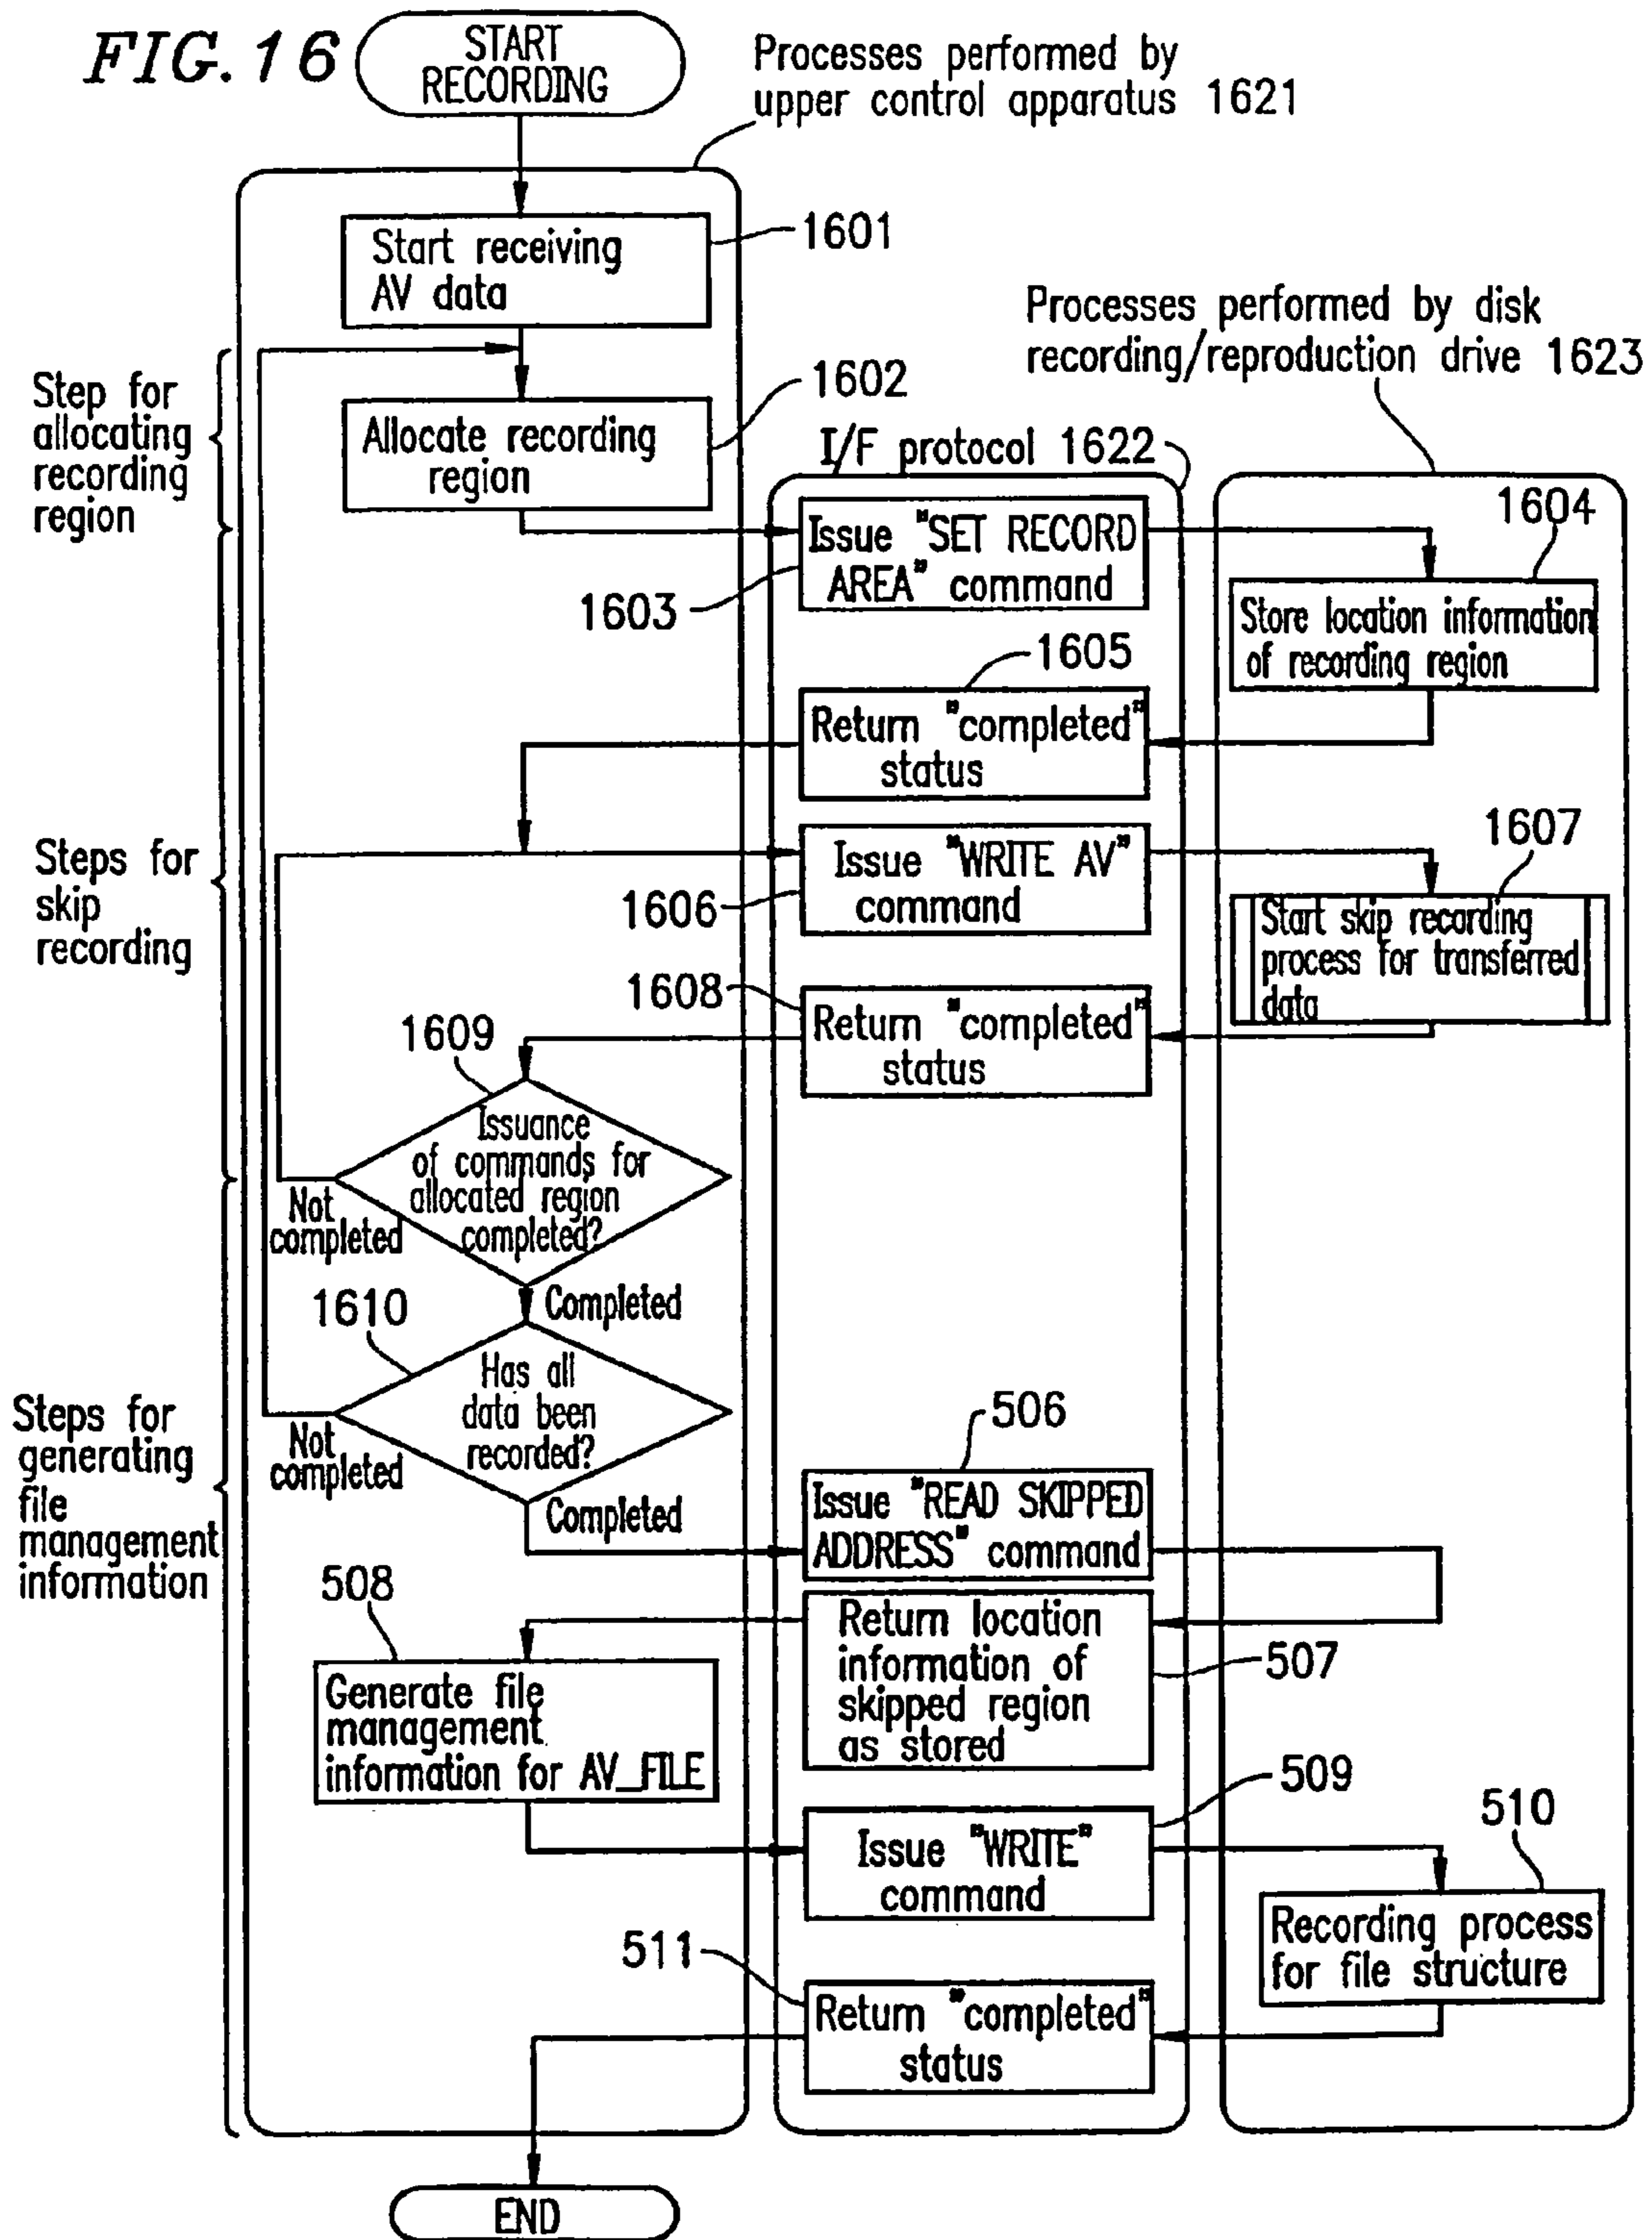 FIG. 16
START
RECORDING
Processes performed by
upper control apparatus 1621
Start receiving
AV data
1601
Processes performed by disk
recording/reproduction drive 1623
Step for
allocating
recording
region
Allocate recording
region
1602
I/F protocol 1622
Issue "SET RECORD
AREA" command
1603
1604
Store location information
of recording region
1605
Return "completed"
status
Steps for
skip
recording
Issue "WRITE AV"
command
1606
1607
Start skip recording
process for transferred
data
1608
Return "completed"
status
1609
Issuance
of commands for
allocated region
completed?
Not
completed
Completed
1610
Has all
data been
recorded?
Not
completed
Completed
Steps for
generating
file
management
information
506
Issue "READ SKIPPED
ADDRESS" command
Return location
information of
skipped region
as stored
507
508
Generate file
management
information for AV_FILE
509
Issue "WRITE"
command
510
Recording process
for file structure
511
Return "completed"
status
END